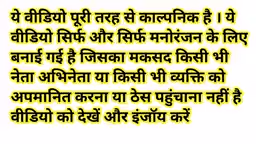 ये वीडियो पूरी तरह से काल्पनिक है । ये
वीडियो सिर्फ और सिर्फ मनोरंजन के लिए
बनाई गई है जिसका मकसद किसी भी
नेता अभिनेता या किसी भी व्यक्ति को
अपमानित करना या ठेस पहुंचाना नहीं है
वीडियो को देखें और इंजॉय करें